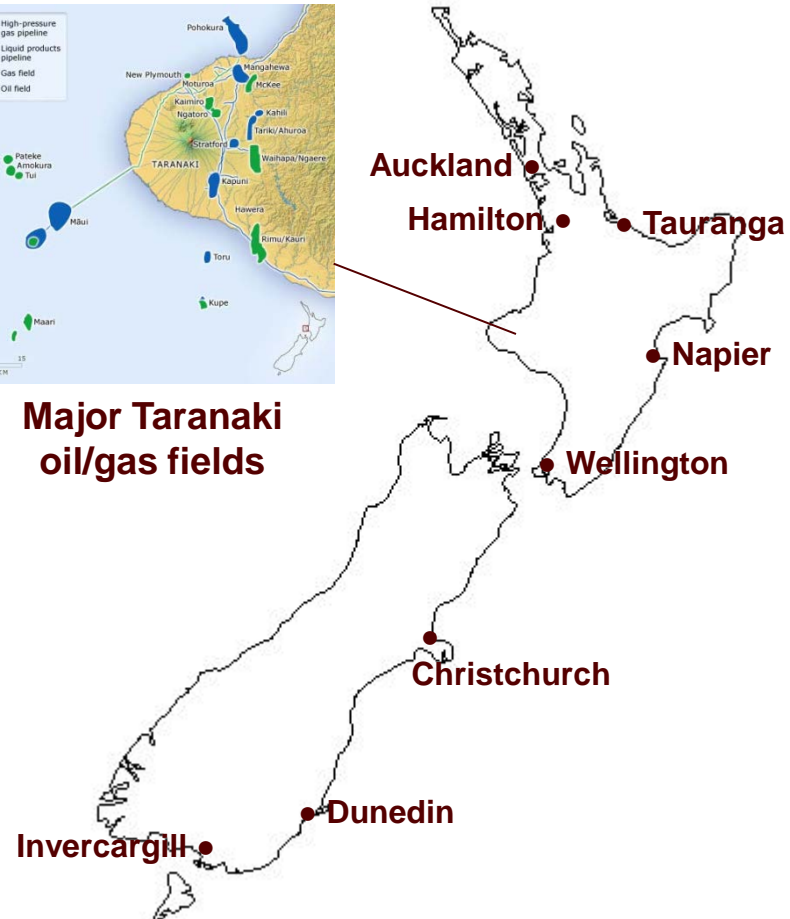 High-pressure
gas pipeline
Liquid products
pipeline
Gas field
Oil field
Pohokura
Mangahewa
New Plymouth
Moturoa
McKee
Kaimiro
Ngatoro
Kahili
Tariki/Ahuroa
Stratford
Waihapa/Ngaere
TARANAKI
Kapuni
Pateke
Amokura
Tui
Māui
Hawera
Rimu/Kauri
Toru
Kupe
Maari
15
Major Taranaki
oil/gas fields
Auckland
Hamilton
Tauranga
Napier
Wellington
Christchurch
Dunedin
Invercargill